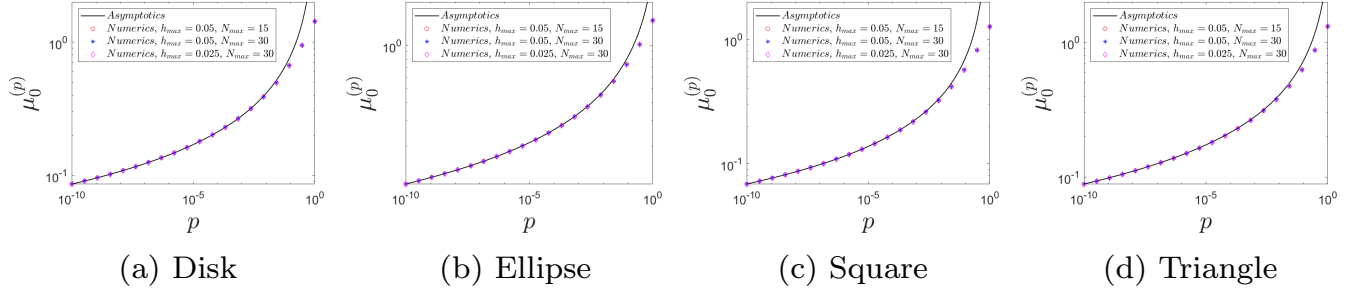 Asymptotics
Numerics, h_max = 0.05, N_max = 15
Numerics, h_max = 0.05, N_max = 30
Numerics, h_max = 0.025, N_max = 30
10^0
10^-1
μ_0^(p)
10^-10
10^-5
10^0
p
(a) Disk
Asymptotics
Numerics, h_max = 0.05, N_max = 15
Numerics, h_max = 0.05, N_max = 30
Numerics, h_max = 0.025, N_max = 30
10^0
μ_0^(p)
10^-10
10^-5
10^0
p
(b) Ellipse
Asymptotics
Numerics, h_max = 0.05, N_max = 15
Numerics, h_max = 0.05, N_max = 30
Numerics, h_max = 0.025, N_max = 30
10^0
10^-1
μ_0^(p)
10^-10
10^-5
10^0
p
(c) Square
Asymptotics
Numerics, h_max = 0.05, N_max = 15
Numerics, h_max = 0.05, N_max = 30
Numerics, h_max = 0.025, N_max = 30
10^0
10^-1
μ_0^(p)
10^-10
10^-5
10^0
p
(d) Triangle